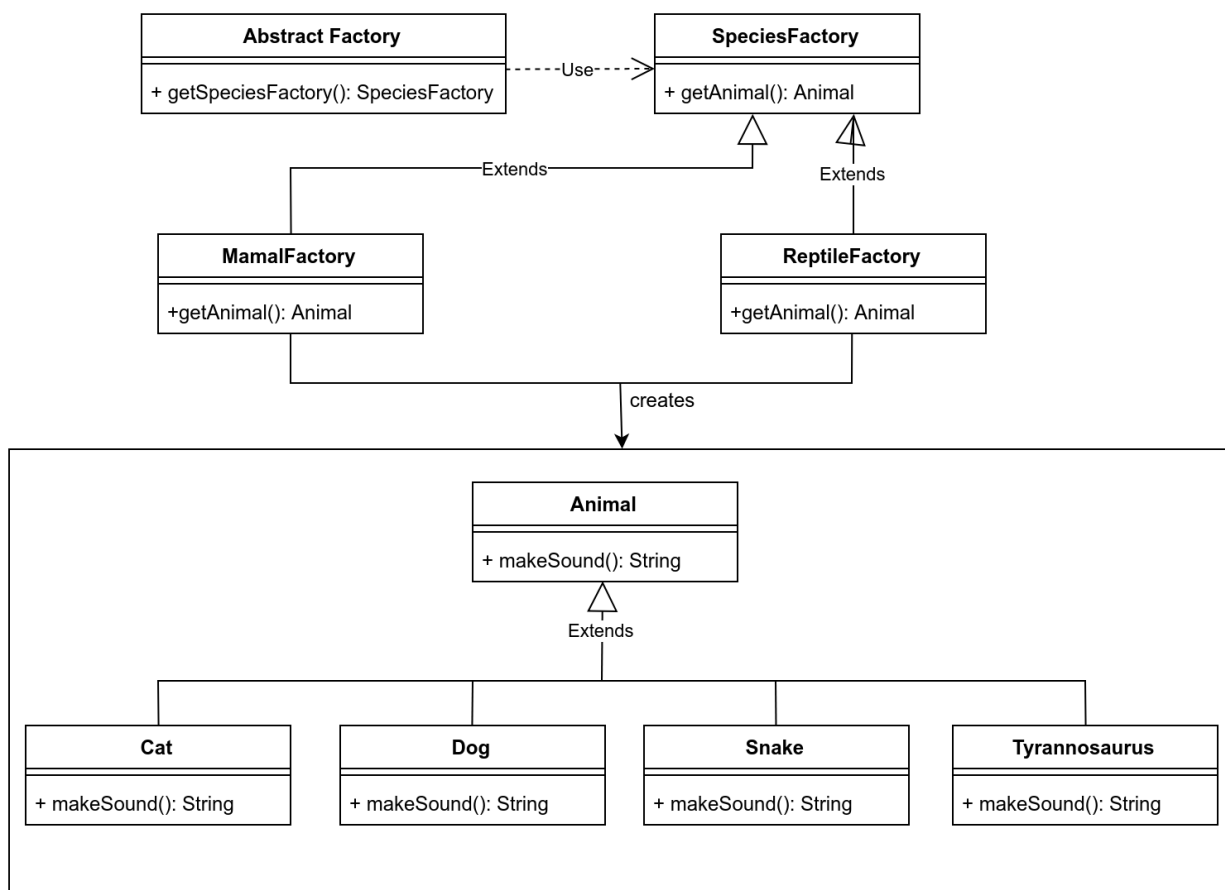 Abstract Factory
+ getSpeciesFactory(): SpeciesFactory
Use
SpeciesFactory
+ getAnimal(): Animal
Extends
Extends
MamalFactory
+getAnimal(): Animal
ReptileFactory
+getAnimal(): Animal
creates
Animal
+ makeSound(): String
Extends
Cat
+ makeSound(): String
Dog
+ makeSound(): String
Snake
+ makeSound(): String
Tyrannosaurus
+ makeSound(): String